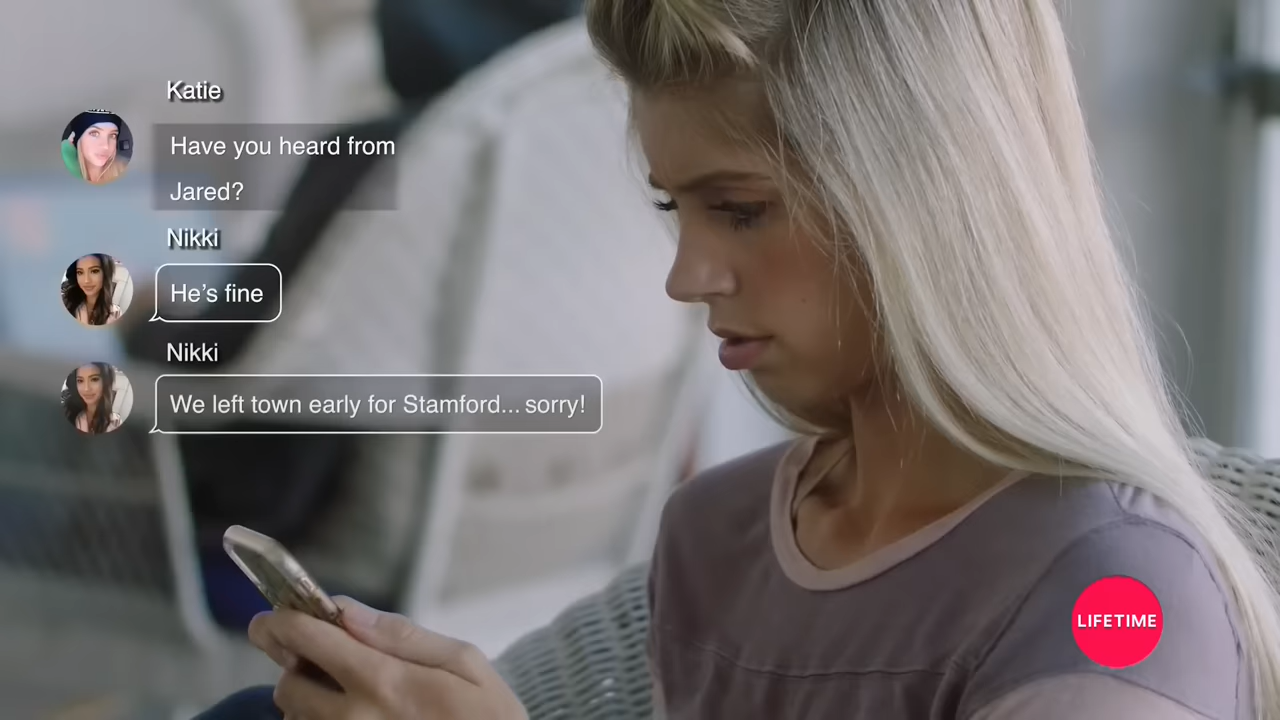 Katie
Have you heard from
Jared?
Nikki
He's fine
Nikki
We left town early for Stamford... sorry!
LIFETIME